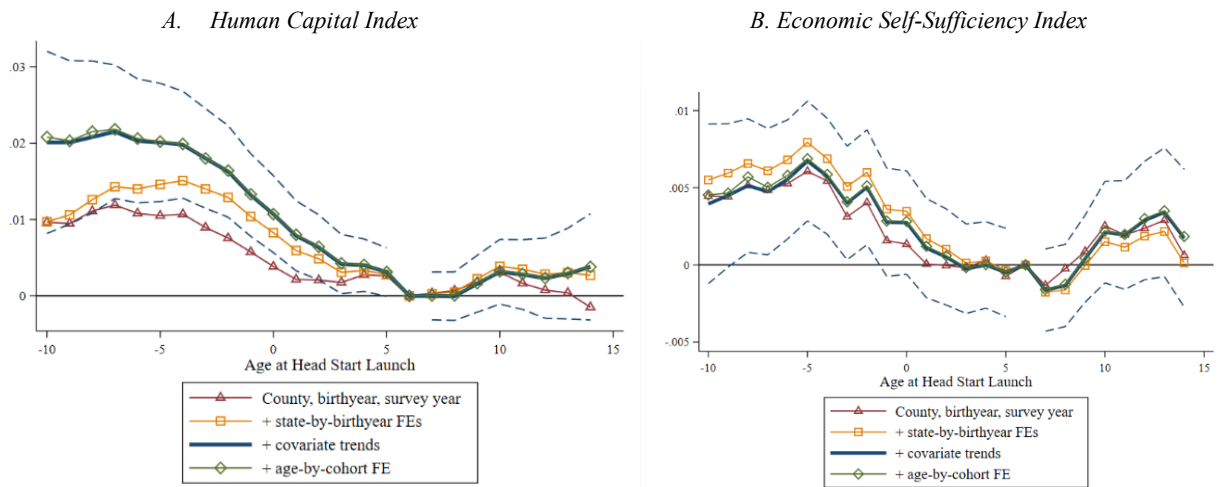 A. Human Capital Index
.03
.02
.01
0
-10 -5 0 5 10 15
Age at Head Start Launch
County, birthyear, survey year
+ state-by-birthyear FEs
+ covariate trends
+ age-by-cohort FE
B. Economic Self-Sufficiency Index
.01
.005
0
-.005
-10 -5 0 5 10 15
Age at Head Start Launch
County, birthyear, survey year
+ state-by-birthyear FEs
+ covariate trends
+ age-by-cohort FE